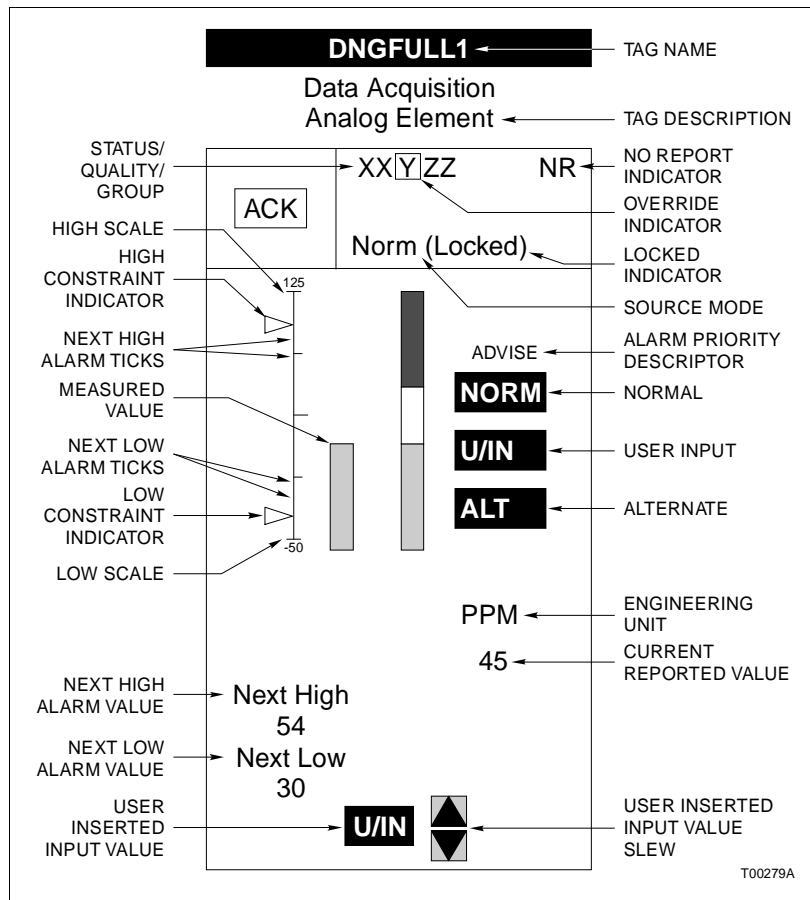 DNGFULL1
TAG NAME
Data Acquisition
Analog Element
TAG DESCRIPTION
STATUS/
QUALITY/
GROUP
XX Y ZZ
NR
NO REPORT
INDICATOR
ACK
OVERRIDE
INDICATOR
HIGH SCALE
Norm (Locked)
LOCKED
INDICATOR
HIGH
CONSTRAINT
INDICATOR
125
SOURCE MODE
NEXT HIGH
ALARM TICKS
ADVISE
ALARM PRIORITY
DESCRIPTOR
MEASURED
VALUE
NORM
NORMAL
NEXT LOW
ALARM TICKS
U/IN
USER INPUT
LOW
CONSTRAINT
INDICATOR
ALT
ALTERNATE
-50
LOW SCALE
PPM
ENGINEERING
UNIT
45
CURRENT
REPORTED VALUE
NEXT HIGH
ALARM VALUE
Next High
54
NEXT LOW
ALARM VALUE
Next Low
30
USER
INSERTED
INPUT VALUE
U/IN
USER INSERTED
INPUT VALUE
SLEW
T00279A